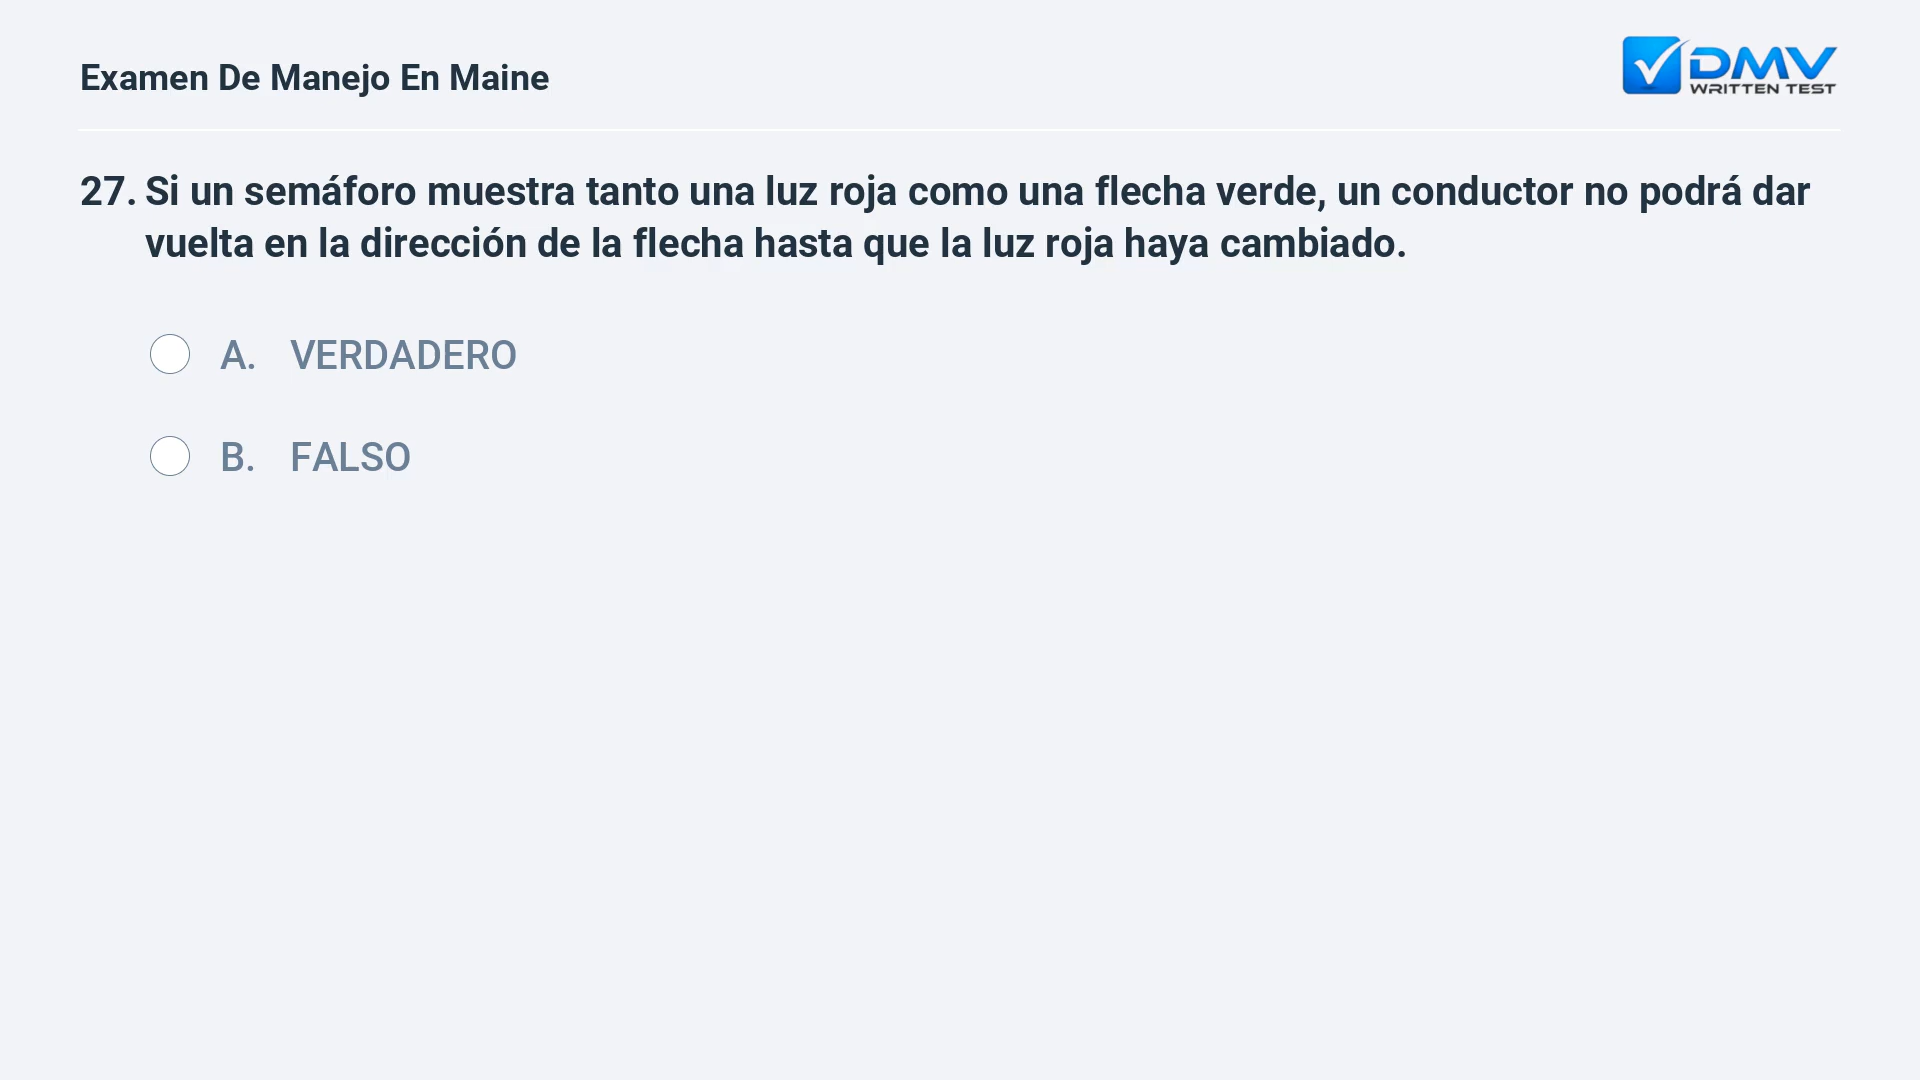 Examen De Manejo En Maine
DMV
WRITTEN TEST
27. Si un semáforo muestra tanto una luz roja como una flecha verde, un conductor no podrá dar
vuelta en la dirección de la flecha hasta que la luz roja haya cambiado.
A. VERDADERO
B. FALSO